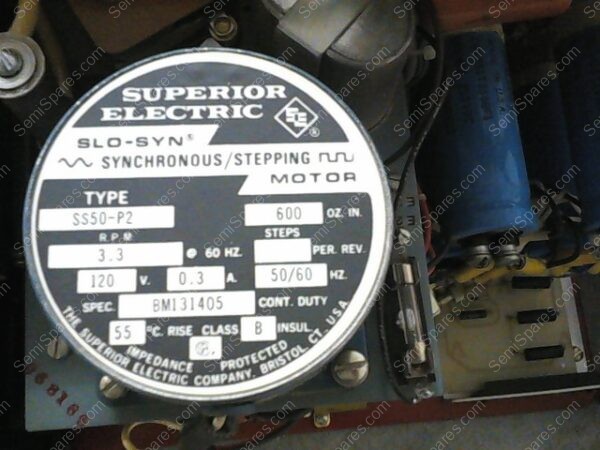 SUPERIOR
ELECTRIC
SLO-SYN®
SYNCHRONOUS/STEPPING
MOTOR
TYPE
SS50-P2
600 OZ. IN.
R.P.M. STEPS
3.3 @ 60 HZ. PER. REV.
120 V. 0.3 A. 50/60 HZ.
SPEC. BM131405 CONT. DUTY
55 °C. RISE CLASS B INSUL.
IMPEDANCE PROTECTED
THE SUPERIOR ELECTRIC COMPANY, BRISTOL, CT. USA
SemiSpares.com